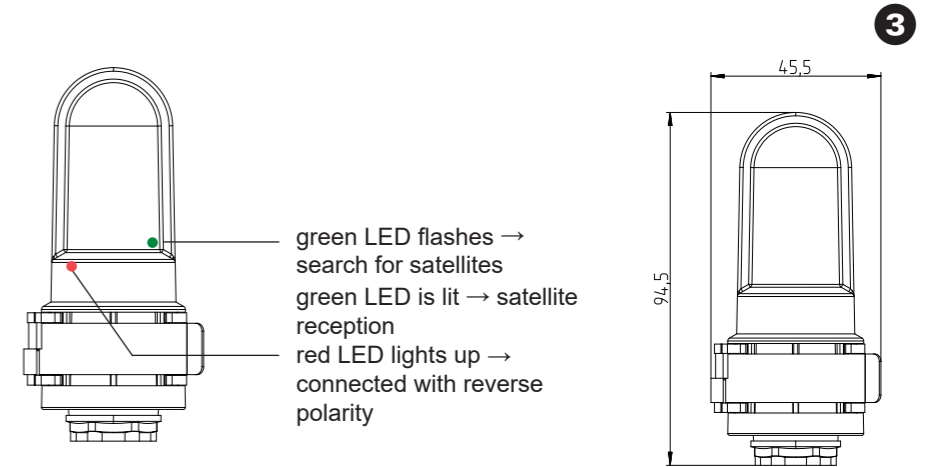 3
45,5
94,5
green LED flashes →
search for satellites
green LED is lit → satellite
reception
red LED lights up →
connected with reverse
polarity